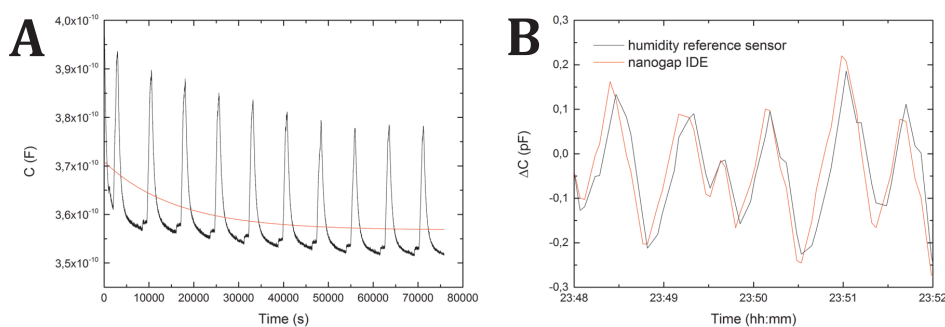 A
4,0x10⁻¹⁰
3,9x10⁻¹⁰
3,8x10⁻¹⁰
3,7x10⁻¹⁰
3,6x10⁻¹⁰
3,5x10⁻¹⁰
C (F)
0 10000 20000 30000 40000 50000 60000 70000 80000
Time (s)
B
humidity reference sensor
nanogap IDE
0,3
0,2
0,1
0,0
-0,1
-0,2
-0,3
ΔC (pF)
23:48 23:49 23:50 23:51 23:52
Time (hh:mm)